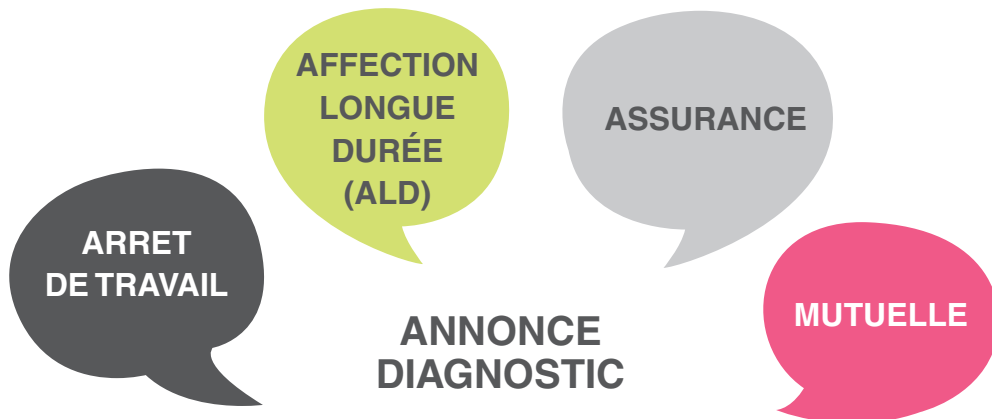 AFFECTION
LONGUE
DURÉE
(ALD)
ASSURANCE
ARRET
DE TRAVAIL
MUTUELLE
ANNONCE
DIAGNOSTIC